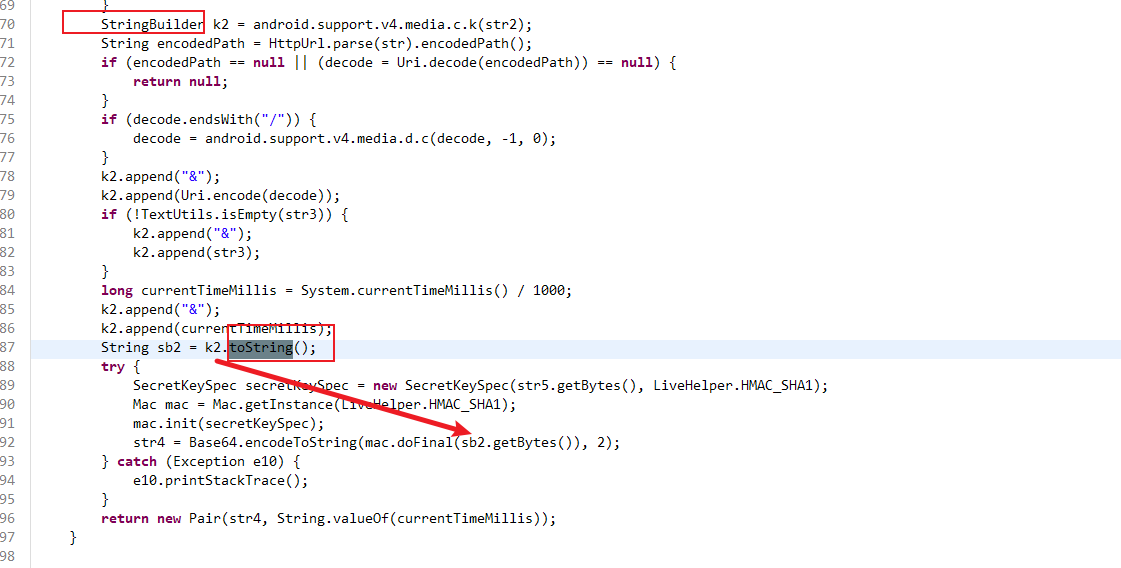 69 }
70 StringBuilder k2 = android.support.v4.media.c.k(str2);
71 String encodedPath = HttpUrl.parse(str).encodedPath();
72 if (encodedPath == null || (decode = Uri.decode(encodedPath)) == null) {
73 return null;
74 }
75 if (decode.endsWith("/")) {
76 decode = android.support.v4.media.d.c(decode, -1, 0);
77 }
78 k2.append("&");
79 k2.append(Uri.encode(decode));
80 if (!TextUtils.isEmpty(str3)) {
81 k2.append("&");
82 k2.append(str3);
83 }
84 long currentTimeMillis = System.currentTimeMillis() / 1000;
85 k2.append("&");
86 k2.append(currentTimeMillis);
87 String sb2 = k2.toString();
88 try {
89 SecretKeySpec secretKeySpec = new SecretKeySpec(str5.getBytes(), LiveHelper.HMAC_SHA1);
90 Mac mac = Mac.getInstance(LiveHelper.HMAC_SHA1);
91 mac.init(secretKeySpec);
92 str4 = Base64.encodeToString(mac.doFinal(sb2.getBytes()), 2);
93 } catch (Exception e10) {
94 e10.printStackTrace();
95 }
96 return new Pair(str4, String.valueOf(currentTimeMillis));
97 }
98